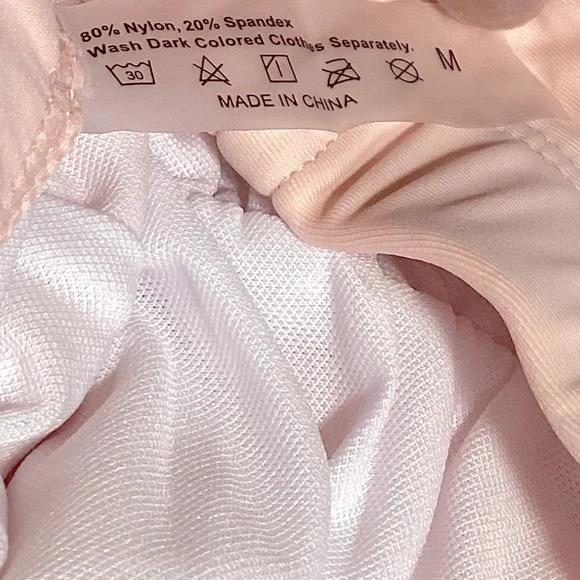 80% Nylon, 20% Spandex
Wash Dark Colored Clothes Separately.
30
M
MADE IN CHINA